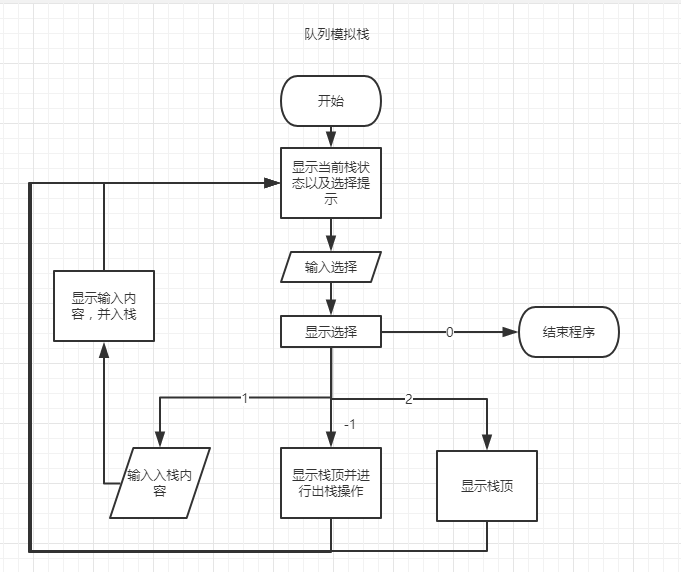 队列模拟栈
开始
显示当前栈状
态以及选择提
示
输入选择
显示选择
0
结束程序
显示输入内
容，并入栈
1
-1
2
输入入栈内
容
显示栈顶并进
行出栈操作
显示栈顶